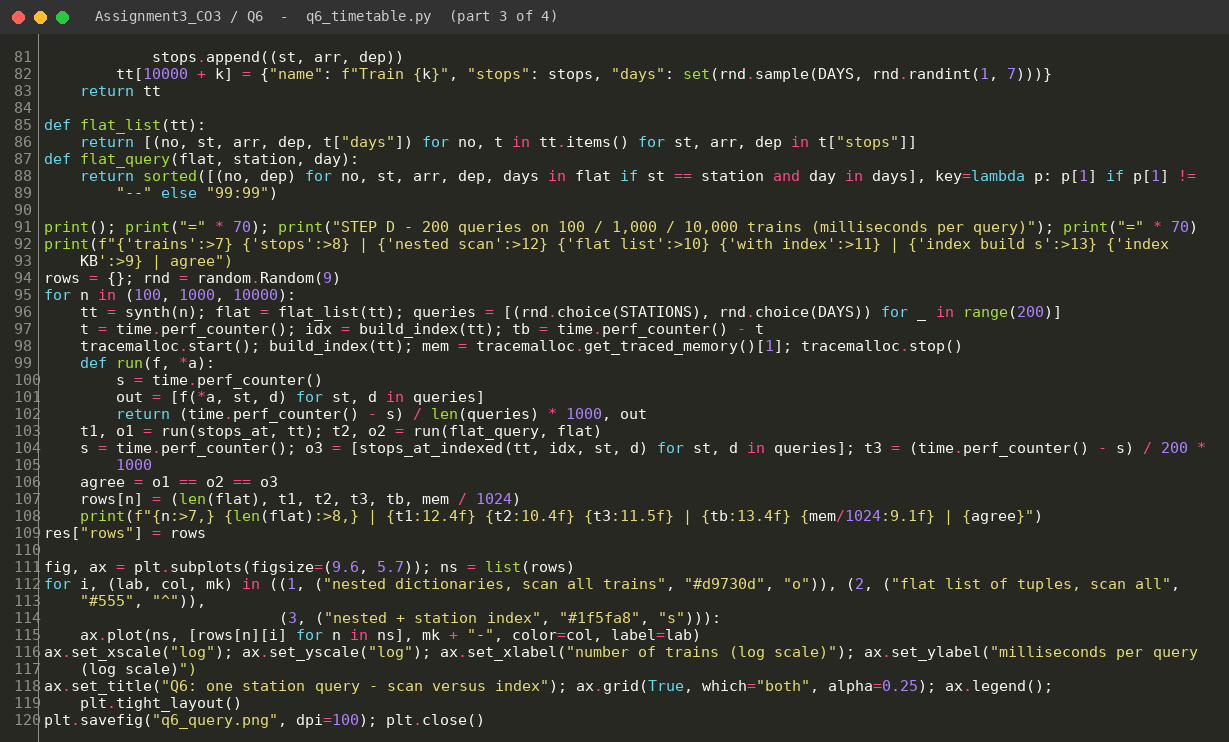 Assignment3_CO3 / Q6  -  q6_timetable.py  (part 3 of 4)
81             stops.append((st, arr, dep))
82         tt[10000 + k] = {"name": f"Train {k}", "stops": stops, "days": set(rnd.sample(DAYS, rnd.randint(1, 7)))}
83     return tt
84
85 def flat_list(tt):
86     return [(no, st, arr, dep, t["days"]) for no, t in tt.items() for st, arr, dep in t["stops"]]
87 def flat_query(flat, station, day):
88     return sorted([(no, dep) for no, st, arr, dep, days in flat if st == station and day in days], key=lambda p: p[1] if p[1] !=
89         "--" else "99:99")
90
91 print(); print("=" * 70); print("STEP D - 200 queries on 100 / 1,000 / 10,000 trains (milliseconds per query)"); print("=" * 70)
92 print(f"{'trains':>7} {'stops':>8} | {'nested scan':>12} {'flat list':>10} {'with index':>11} | {'index build s':>13} {'index
93     KB':>9} | agree")
94 rows = {}; rnd = random.Random(9)
95 for n in (100, 1000, 10000):
96     tt = synth(n); flat = flat_list(tt); queries = [(rnd.choice(STATIONS), rnd.choice(DAYS)) for _ in range(200)]
97     t = time.perf_counter(); idx = build_index(tt); tb = time.perf_counter() - t
98     tracemalloc.start(); build_index(tt); mem = tracemalloc.get_traced_memory()[1]; tracemalloc.stop()
99     def run(f, *a):
100         s = time.perf_counter()
101         out = [f(*a, st, d) for st, d in queries]
102         return (time.perf_counter() - s) / len(queries) * 1000, out
103     t1, o1 = run(stops_at, tt); t2, o2 = run(flat_query, flat)
104     s = time.perf_counter(); o3 = [stops_at_indexed(tt, idx, st, d) for st, d in queries]; t3 = (time.perf_counter() - s) / 200 *
105         1000
106     agree = o1 == o2 == o3
107     rows[n] = (len(flat), t1, t2, t3, tb, mem / 1024)
108     print(f"{n:>7,} {len(flat):>8,} | {t1:12.4f} {t2:10.4f} {t3:11.5f} | {tb:13.4f} {mem/1024:9.1f} | {agree}")
109 res["rows"] = rows
110
111 fig, ax = plt.subplots(figsize=(9.6, 5.7)); ns = list(rows)
112 for i, (lab, col, mk) in ((1, ("nested dictionaries, scan all trains", "#d9730d", "o")), (2, ("flat list of tuples, scan all",
113     "#555", "^")),
114                           (3, ("nested + station index", "#1f5fa8", "s"))):
115     ax.plot(ns, [rows[n][i] for n in ns], mk + "-", color=col, label=lab)
116 ax.set_xscale("log"); ax.set_yscale("log"); ax.set_xlabel("number of trains (log scale)"); ax.set_ylabel("milliseconds per query
117     (log scale)")
118 ax.set_title("Q6: one station query - scan versus index"); ax.grid(True, which="both", alpha=0.25); ax.legend();
119     plt.tight_layout()
120 plt.savefig("q6_query.png", dpi=100); plt.close()